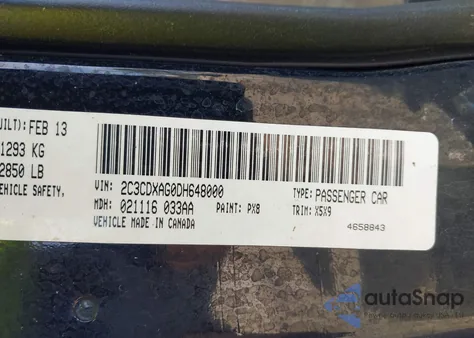 UILT): FEB 13
1293 KG
2850 LB
VEHICLE SAFETY,
VIN: 2C3CDXAG0DH648000
TYPE: PASSENGER CAR
MDH: 021116 033AA
PAINT: PX8
TRIM: X5X9
VEHICLE MADE IN CANADA
4658843
autoSnap